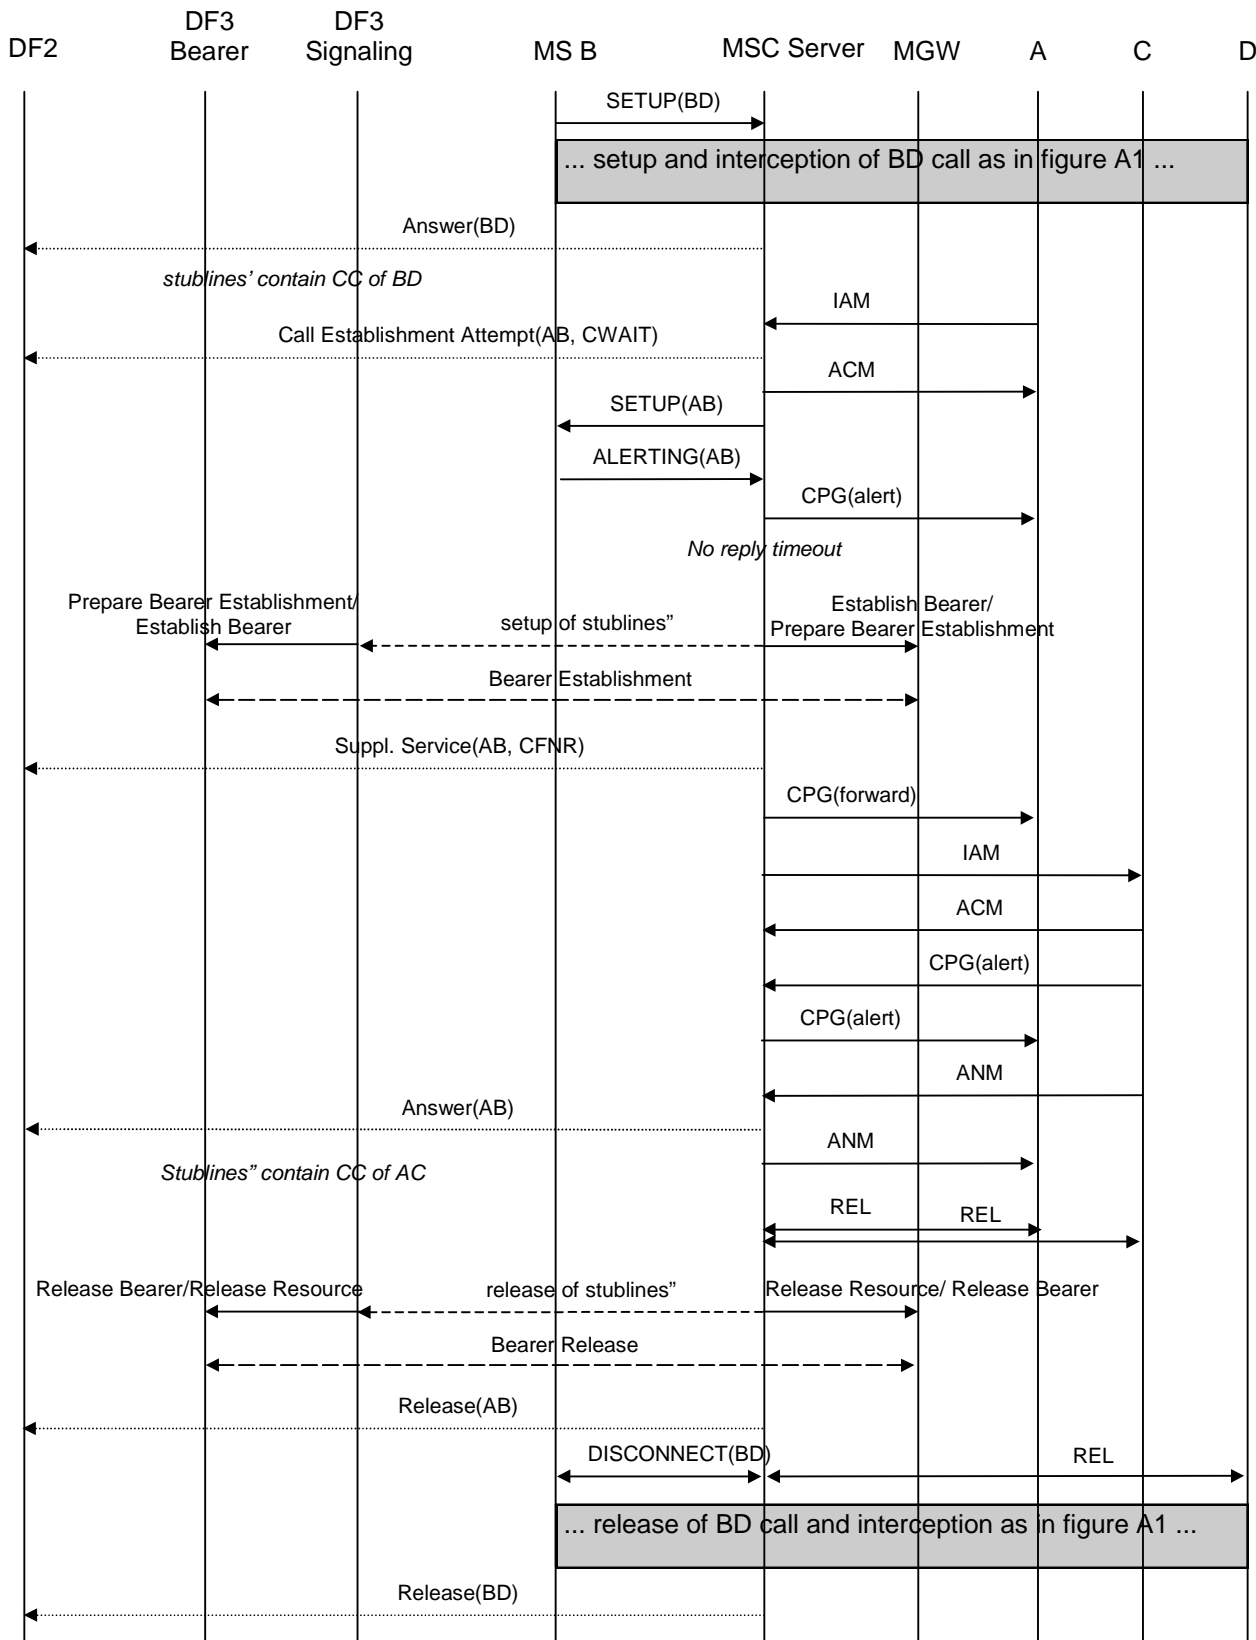 DF2
DF3
Bearer
DF3
Signaling
MS B
MSC Server
MGW
A
C
D
SETUP(BD)
... setup and interception of BD call as in figure A1 ...
Answer(BD)
stublines’ contain CC of BD
IAM
Call Establishment Attempt(AB, CWAIT)
ACM
SETUP(AB)
ALERTING(AB)
CPG(alert)
No reply timeout
Prepare Bearer Establishment/
Establish Bearer
setup of stublines”
Establish Bearer/
Prepare Bearer Establishment
Bearer Establishment
Suppl. Service(AB, CFNR)
CPG(forward)
IAM
ACM
CPG(alert)
CPG(alert)
ANM
Answer(AB)
ANM
Stublines” contain CC of AC
REL
REL
Release Bearer/Release Resource
release of stublines”
Release Resource/ Release Bearer
Bearer Release
Release(AB)
DISCONNECT(BD)
REL
... release of BD call and interception as in figure A1 ...
Release(BD)